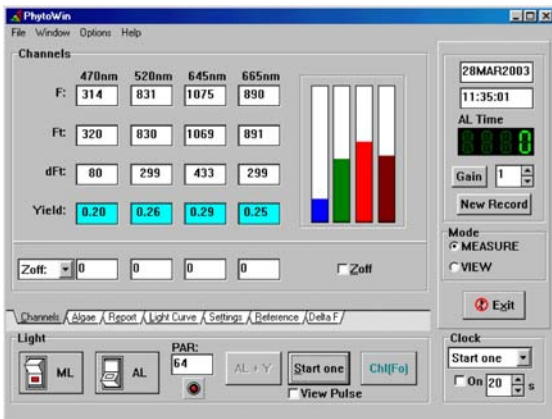 PhytoWin
File Window Options Help
Channels
470nm 520nm 645nm 665nm
F: 314 831 1075 890
Ft: 320 830 1069 891
dFt: 80 299 433 299
Yield: 0.20 0.26 0.29 0.25
Zoff: 0 0 0 0 Zoff
Channels Algae Report Light Curve Settings Reference Delta F
Light
ML
AL
PAR:
64
AL + Y
Start one
View Pulse
Chl(Fo)
28MAR2003
11:35:01
AL Time
0
Gain 1
New Record
Mode
MEASURE
VIEW
Exit
Clock
Start one
On 20 s